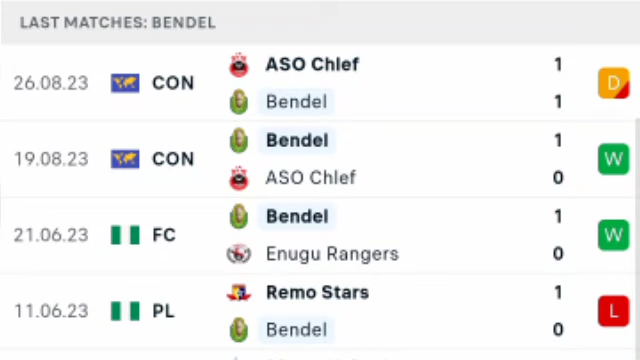 LAST MATCHES: BENDEL
26.08.23 CON ASO Chlef 1 D
Bendel 1
19.08.23 CON Bendel 1 W
ASO Chlef 0
21.06.23 FC Bendel 1 W
Enugu Rangers 0
11.06.23 PL Remo Stars 1 L
Bendel 0